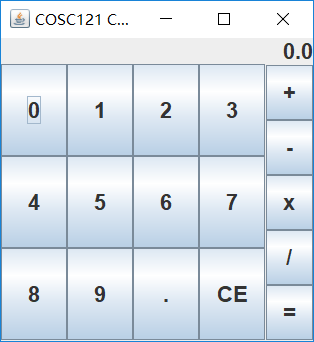 COSC121 C...
0.0
0 1 2 3 +
-
4 5 6 7 x
/
8 9 . CE
=